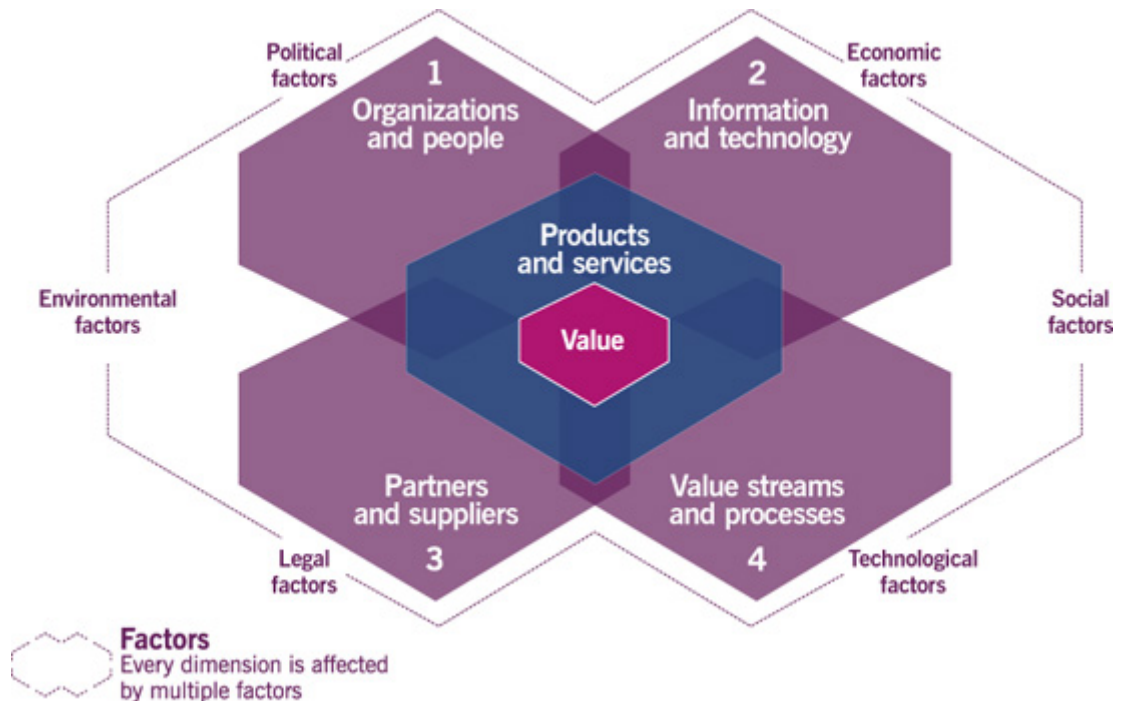 Political
factors
1
Organizations
and people
2
Information
and technology
Economic
factors
Products
and services
Value
Environmental
factors
Social
factors
Partners
and suppliers
3
Value streams
and processes
4
Legal
factors
Technological
factors
Factors
Every dimension is affected
by multiple factors